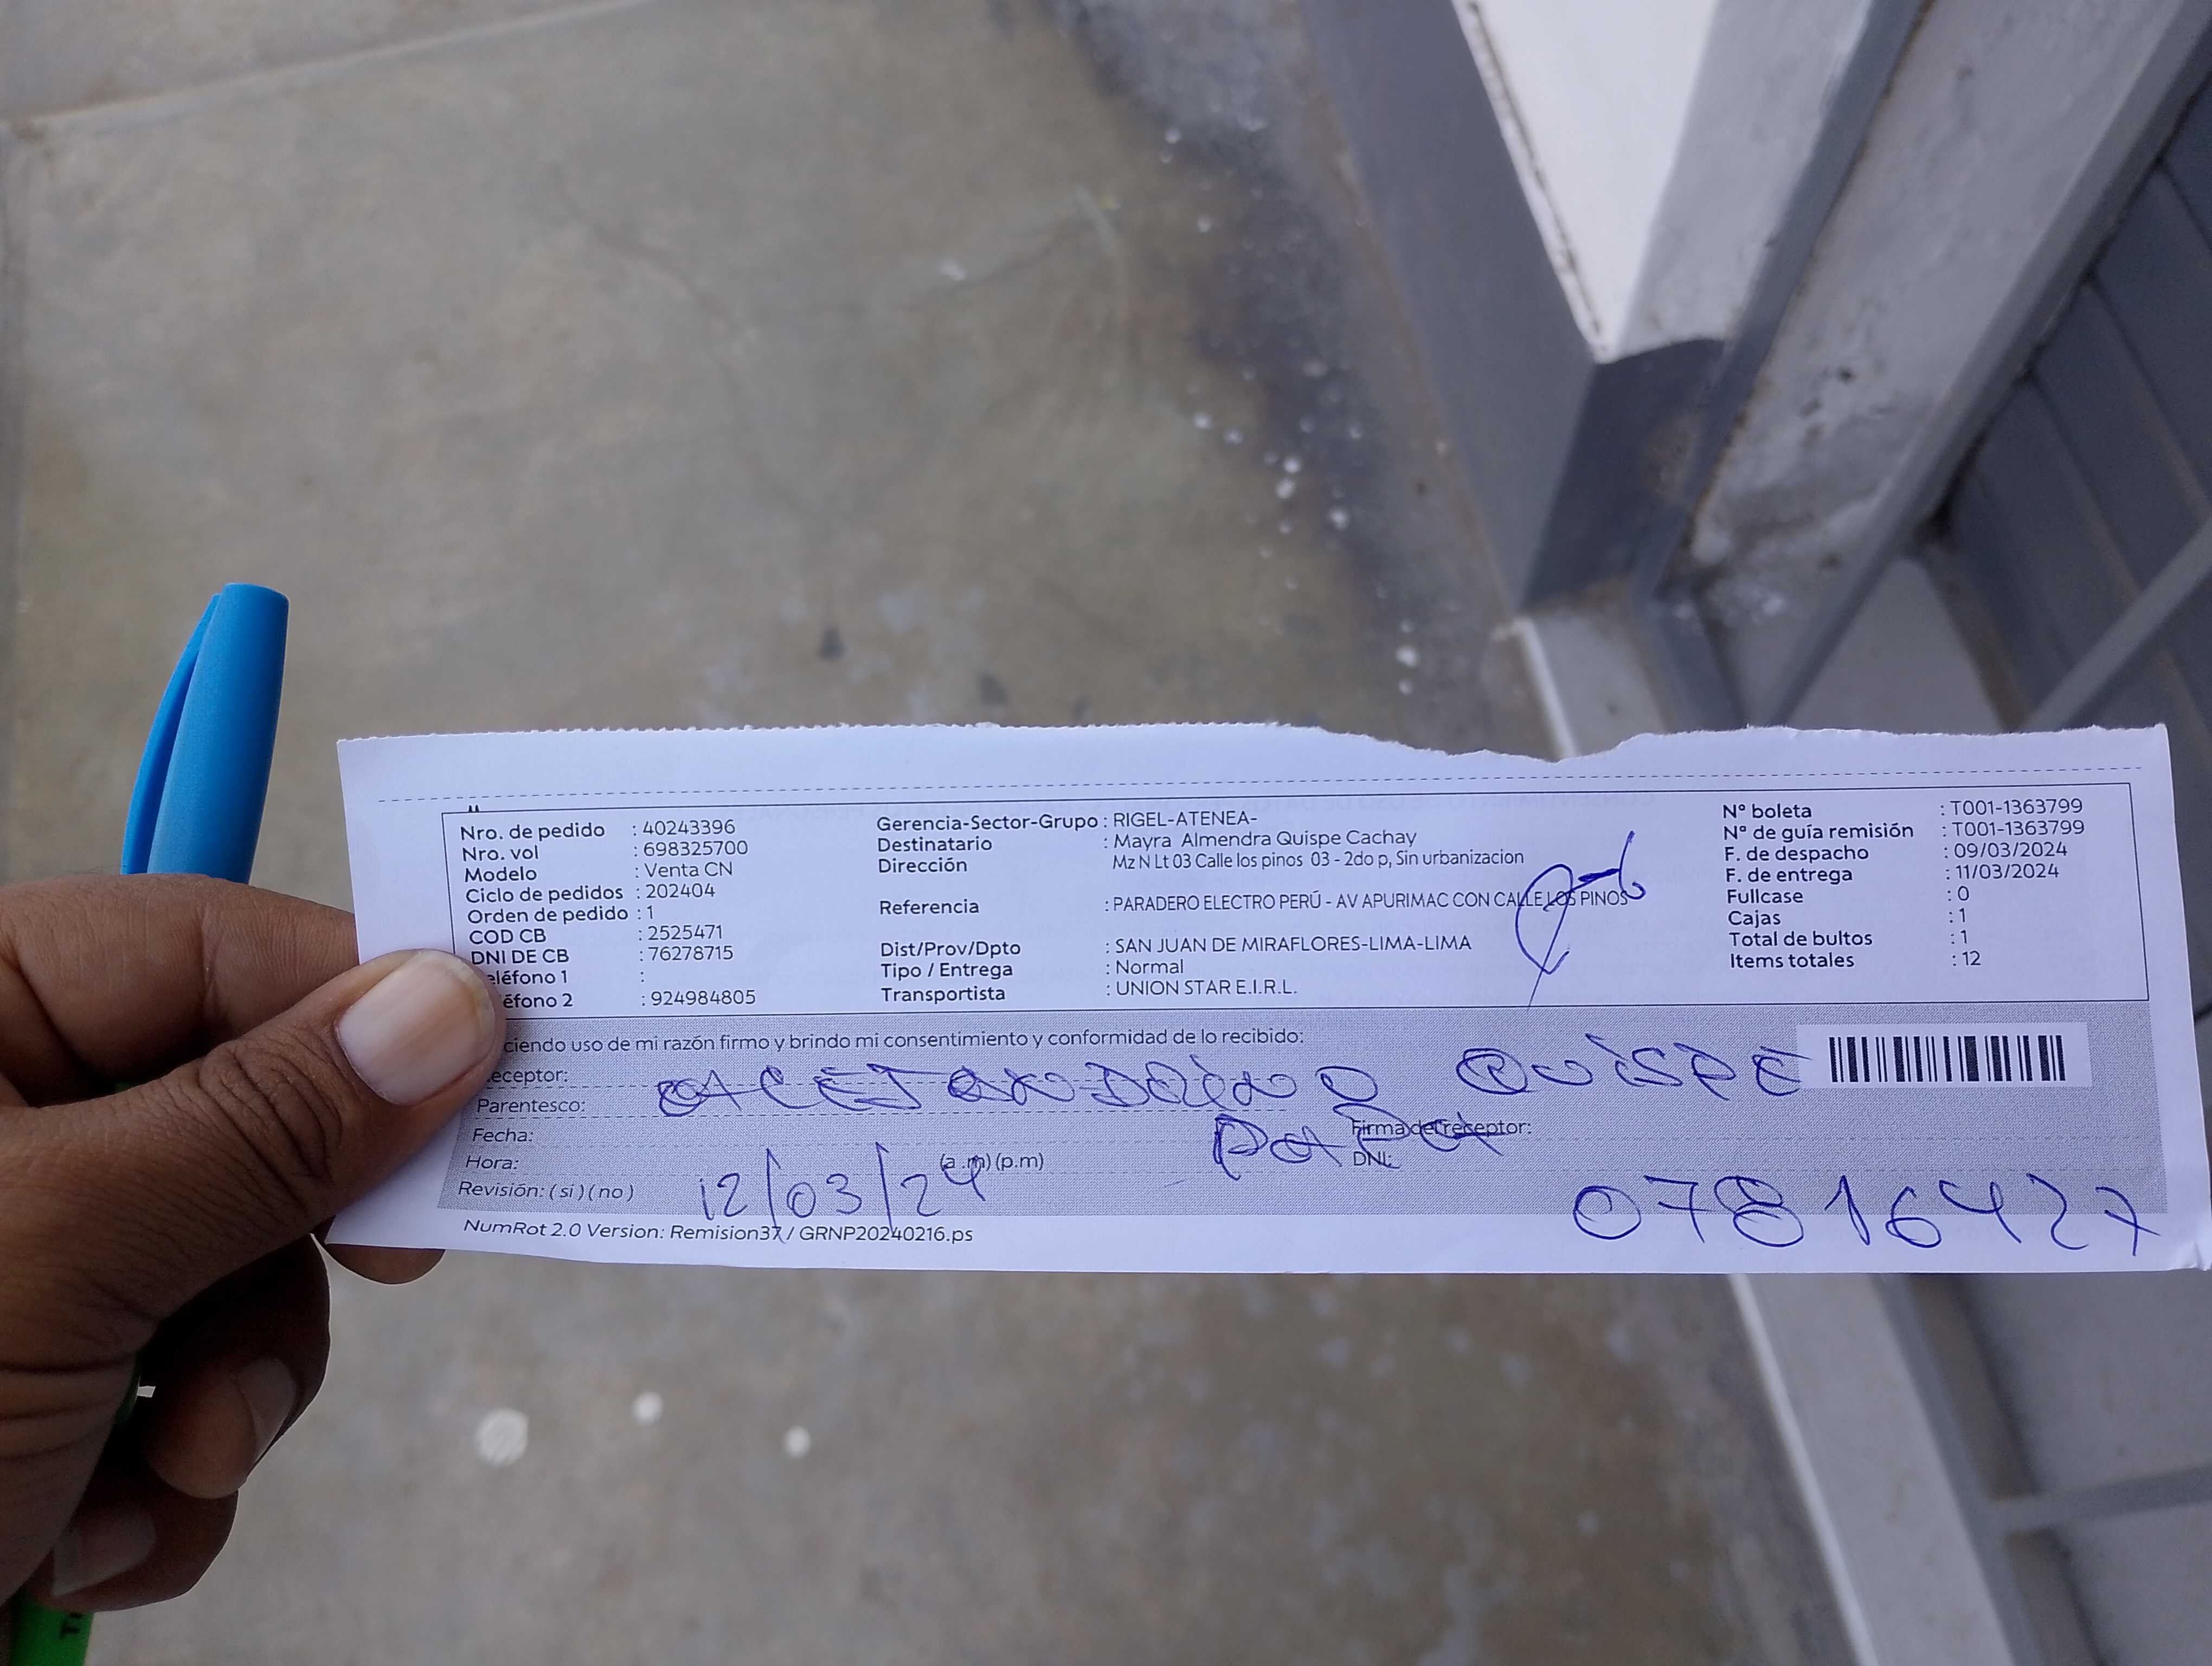 Nro. de pedido : 40243396
Nro. vol : 698325700
Modelo : Venta CN
Ciclo de pedidos : 202404
Orden de pedido : 1
COD CB : 2525471
DNI DE CB : 76278715
eléfono 1 :
éfono 2 : 924984805
Gerencia-Sector-Grupo : RIGEL-ATENEA-
Destinatario : Mayra Almendra Quispe Cachay
Dirección Mz N Lt 03 Calle los pinos 03 - 2do p, Sin urbanizacion
Referencia : PARADERO ELECTRO PERÚ - AV APURIMAC CON CALLE LOS PINOS
Dist/Prov/Dpto : SAN JUAN DE MIRAFLORES-LIMA-LIMA
Tipo / Entrega : Normal
Transportista : UNION STAR E.I.R.L.
N° boleta : T001-1363799
N° de guía remisión : T001-1363799
F. de despacho : 09/03/2024
F. de entrega : 11/03/2024
Fullcase : 0
Cajas : 1
Total de bultos : 1
Items totales : 12
ciendo uso de mi razón firmo y brindo mi consentimiento y conformidad de lo recibido:
eceptor: QUISPE
Parentesco: PaPa
Fecha: Firma del receptor:
Hora: (a .m) (p.m) DNI:
Revisión: ( si ) ( no ) 12/03/24 07816427
NumRot 2.0 Version: Remision37 / GRNP20240216.ps